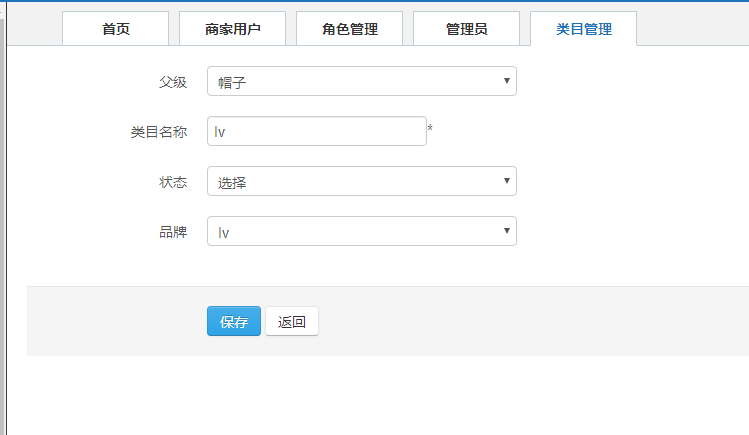 首页 商家用户 角色管理 管理员 类目管理
父级 帽子
类目名称 lv *
状态 选择
品牌 lv
保存 返回